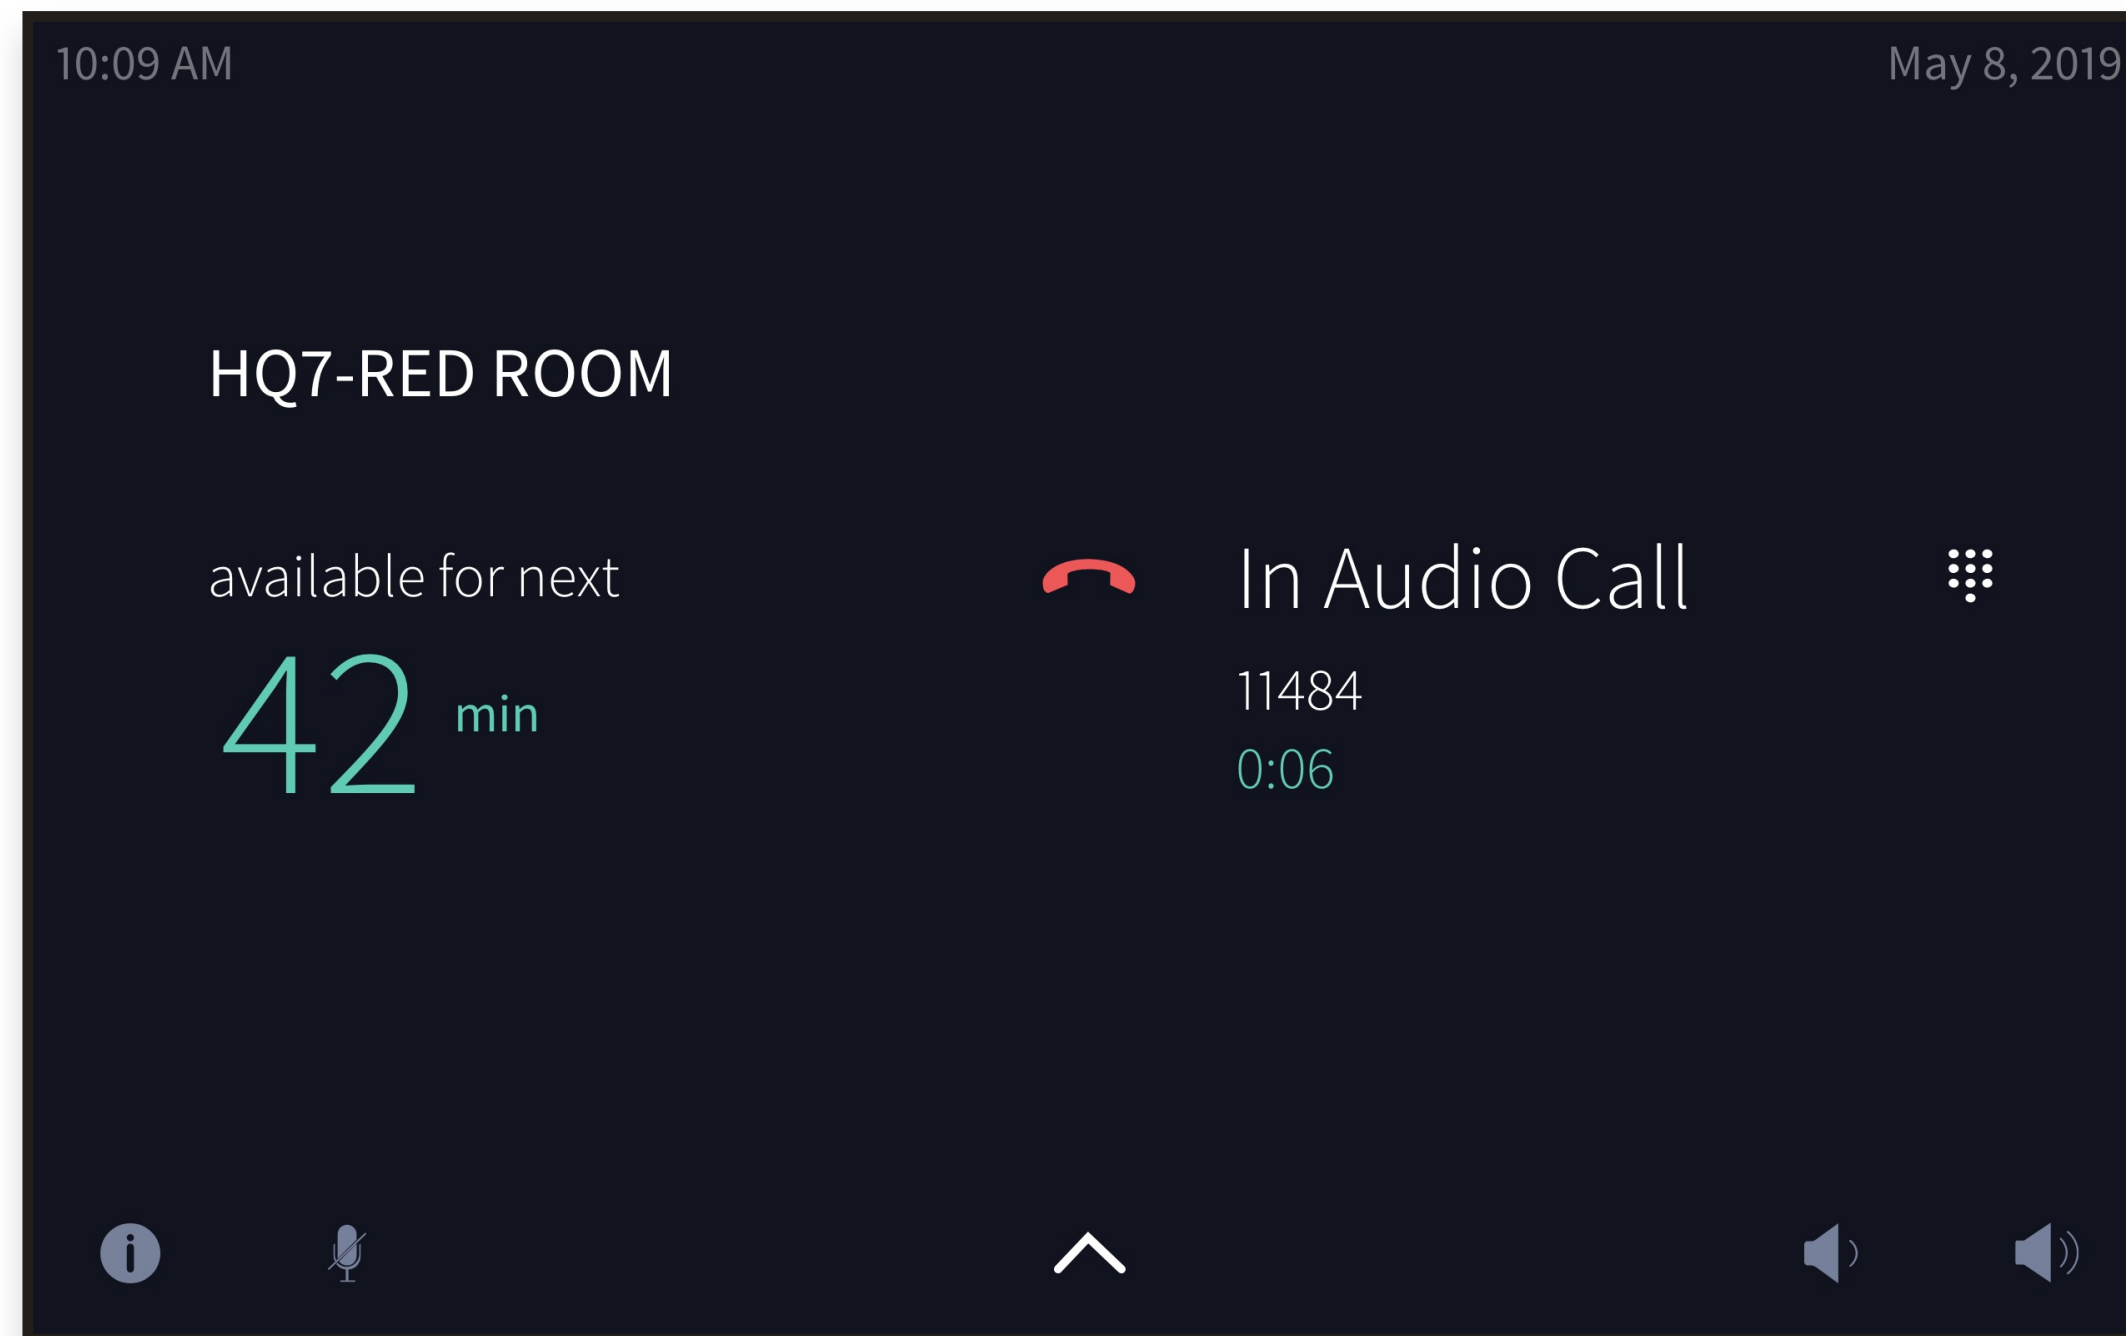 10:09 AM
May 8, 2019
HQ7-RED ROOM
available for next
42 min
In Audio Call
11484
0:06